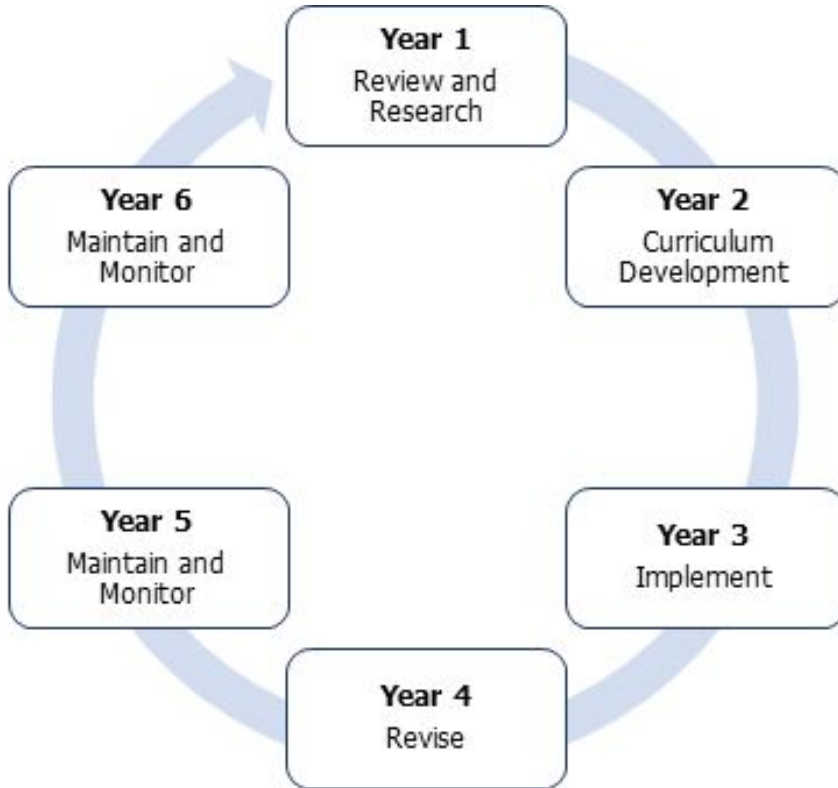 Year 1
Review and
Research
Year 2
Curriculum
Development
Year 3
Implement
Year 4
Revise
Year 5
Maintain and
Monitor
Year 6
Maintain and
Monitor